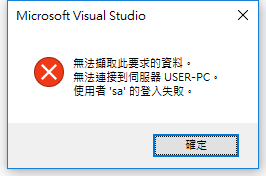 Microsoft Visual Studio
無法擷取此要求的資料。
無法連接到伺服器 USER-PC。
使用者 'sa' 的登入失敗。
確定